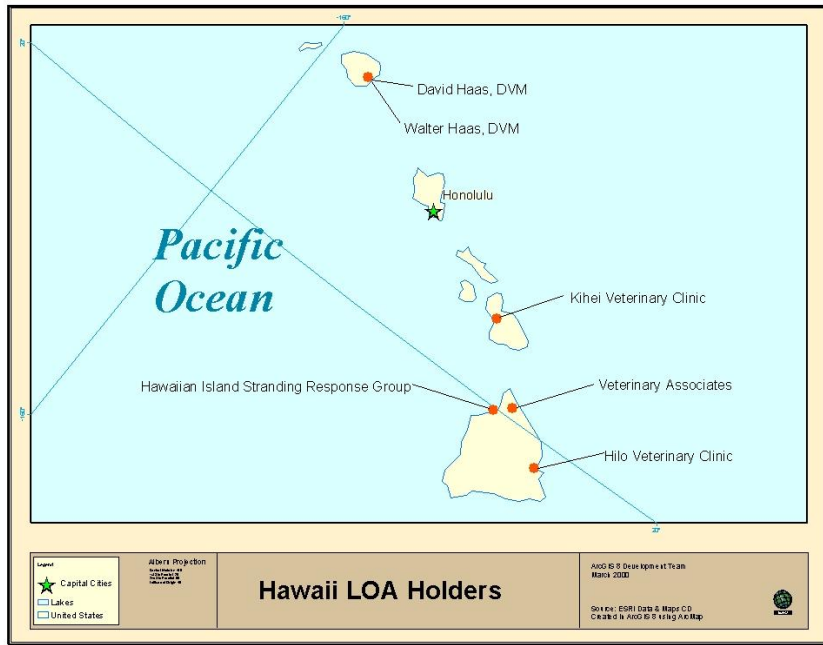 -160°
David Haas, DVM
Walter Haas, DVM
Honolulu
Pacific
Ocean
Kihei Veterinary Clinic
Hawaiian Island Stranding Response Group
Veterinary Associates
Hilo Veterinary Clinic
20°
Legend
Capital Cities
Lakes
United States
Albers Projection
Hawaii LOA Holders
ArcGIS 8 Development Team
March 2000
Source: ESRI Data & Maps CD
Created in ArcGIS 8 using ArcMap